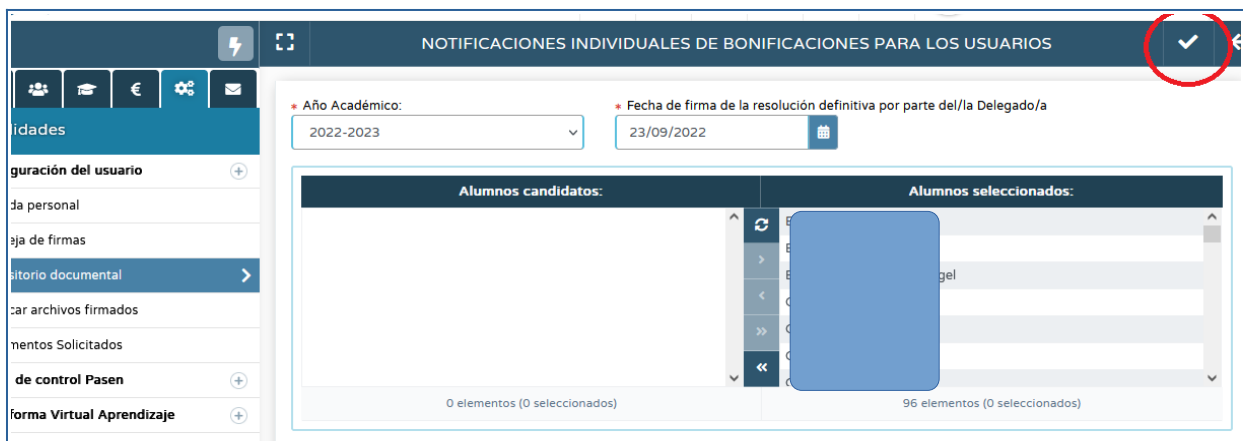 NOTIFICACIONES INDIVIDUALES DE BONIFICACIONES PARA LOS USUARIOS
€
idades
guración del usuario
da personal
eja de firmas
sitorio documental
car archivos firmados
mentos Solicitados
de control Pasen
forma Virtual Aprendizaje
* Año Académico:
2022-2023
* Fecha de firma de la resolución definitiva por parte del/la Delegado/a
23/09/2022
Alumnos candidatos:
0 elementos (0 seleccionados)
Alumnos seleccionados:
gel
96 elementos (0 seleccionados)